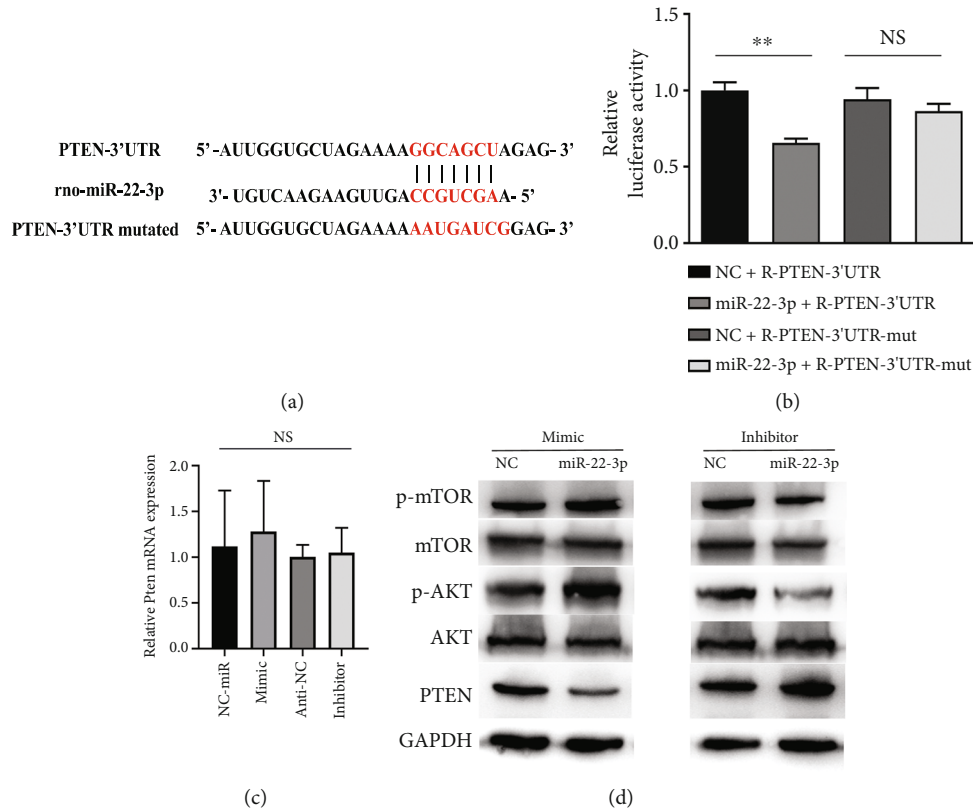 PTEN-3'UTR 5'-AUUGGUGCUAGAAAAGGCAGCUAGAG-3'
rno-miR-22-3p 3'-UGUCAAGAAGUUGACCGUCGAA-5'
PTEN-3'UTR mutated 5'-AUUGGUGCUAGAAAAAAUGAUCGGAG-3'
(a)
Relative
luciferase activity
1.5
1.0
0.5
0.0
**
NS
NC + R-PTEN-3'UTR
miR-22-3p + R-PTEN-3'UTR
NC + R-PTEN-3'UTR-mut
miR-22-3p + R-PTEN-3'UTR-mut
(b)
NS
Relative Pten mRNA expression
2.0
1.5
1.0
0.5
0.0
NC-miR
Mimic
Anti-NC
Inhibitor
(c)
Mimic
NC miR-22-3p
Inhibitor
NC miR-22-3p
p-mTOR
mTOR
p-AKT
AKT
PTEN
GAPDH
(d)